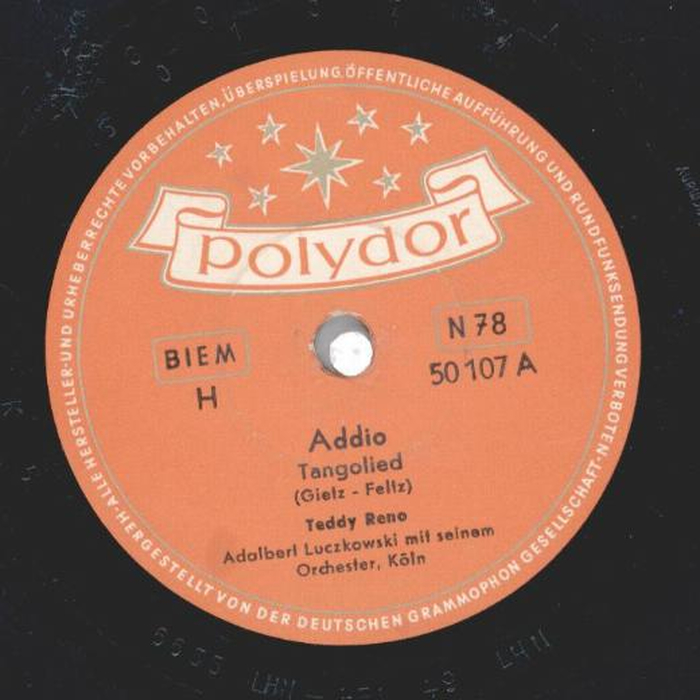 ·ALLE HERSTELLER-UND URHEBERRECHTE VORBEHALTEN, ÜBERSPIELUNG, ÖFFENTLICHE AUFFÜHRUNG UND RUNDFUNKSENDUNG VERBOTEN·
polydor
BIEM
H
N 78
50 107 A
Addio
Tangolied
(Gietz - Feltz)
Teddy Reno
Adalbert Luczkowski mit seinem
Orchester, Köln
HERGESTELLT VON DER DEUTSCHEN GRAMMOPHON GESELLSCHAFT